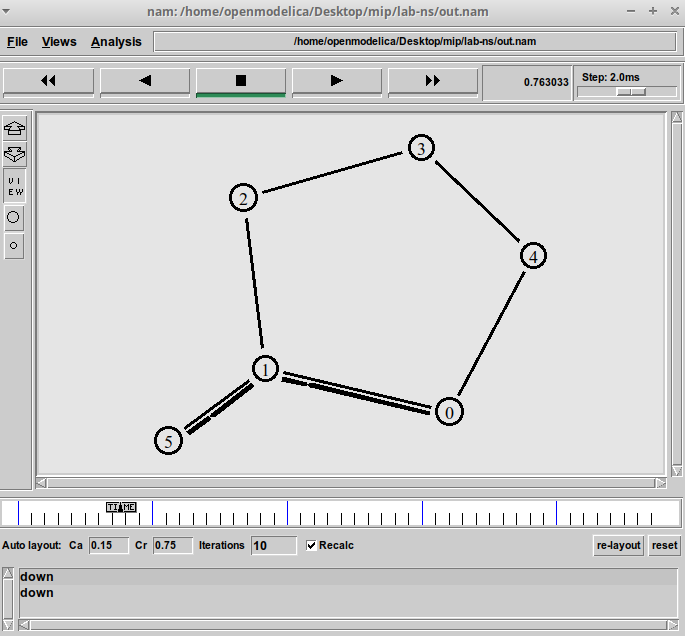 nam: /home/openmodelica/Desktop/mip/lab-ns/out.nam
File Views Analysis /home/openmodelica/Desktop/mip/lab-ns/out.nam
0.763033 Step: 2.0ms
VI
EW
3
2
4
1
0
5
TIME
Auto layout: Ca 0.15 Cr 0.75 Iterations 10 Recalc re-layout reset
down
down